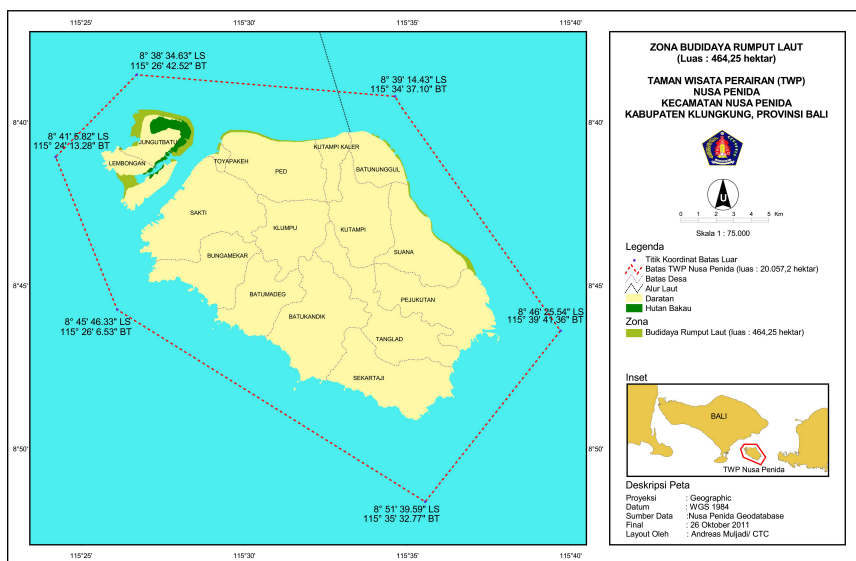 115°25'
115°30'
115°35'
115°40'
8°40'
8°45'
8°50'
8° 38' 34.63" LS
115° 26' 42.52" BT
8° 39' 14.43" LS
115° 34' 37.10" BT
8° 41' 5.82" LS
115° 24' 13.28" BT
JUNGUTBATU
LEMBONGAN
TOYAPAKEH
PED
KUTAMPI KALER
BATUNUNGGUL
SAKTI
KLUMPU
KUTAMPI
SUANA
BUNGAMEKAR
BATUMADEG
PEJUKUTAN
BATUKANDIK
TANGLAD
SEKARTAJI
8° 46' 25.54" LS
115° 39' 41.36" BT
8° 45' 46.33" LS
115° 26' 6.53" BT
8° 51' 39.59" LS
115° 35' 32.77" BT
8°40'
8°45'
8°50'
115°25'
115°30'
115°35'
115°40'
ZONA BUDIDAYA RUMPUT LAUT
(Luas : 464,25 hektar)
TAMAN WISATA PERAIRAN (TWP)
NUSA PENIDA
KECAMATAN NUSA PENIDA
KABUPATEN KLUNGKUNG, PROVINSI BALI
U
0 1 2 3 4 5 Km
Skala 1 : 75.000
Legenda
Titik Koordinat Batas Luar
Batas TWP Nusa Penida (luas : 20.057,2 hektar)
Batas Desa
Alur Laut
Daratan
Hutan Bakau
Zona
Budidaya Rumput Laut (luas : 464,25 hektar)
Inset
BALI
TWP Nusa Penida
Deskripsi Peta
Proyeksi : Geographic
Datum : WGS 1984
Sumber Data :Nusa Penida Geodatabase
Final : 26 Oktober 2011
Layout Oleh : Andreas Muljadi/ CTC